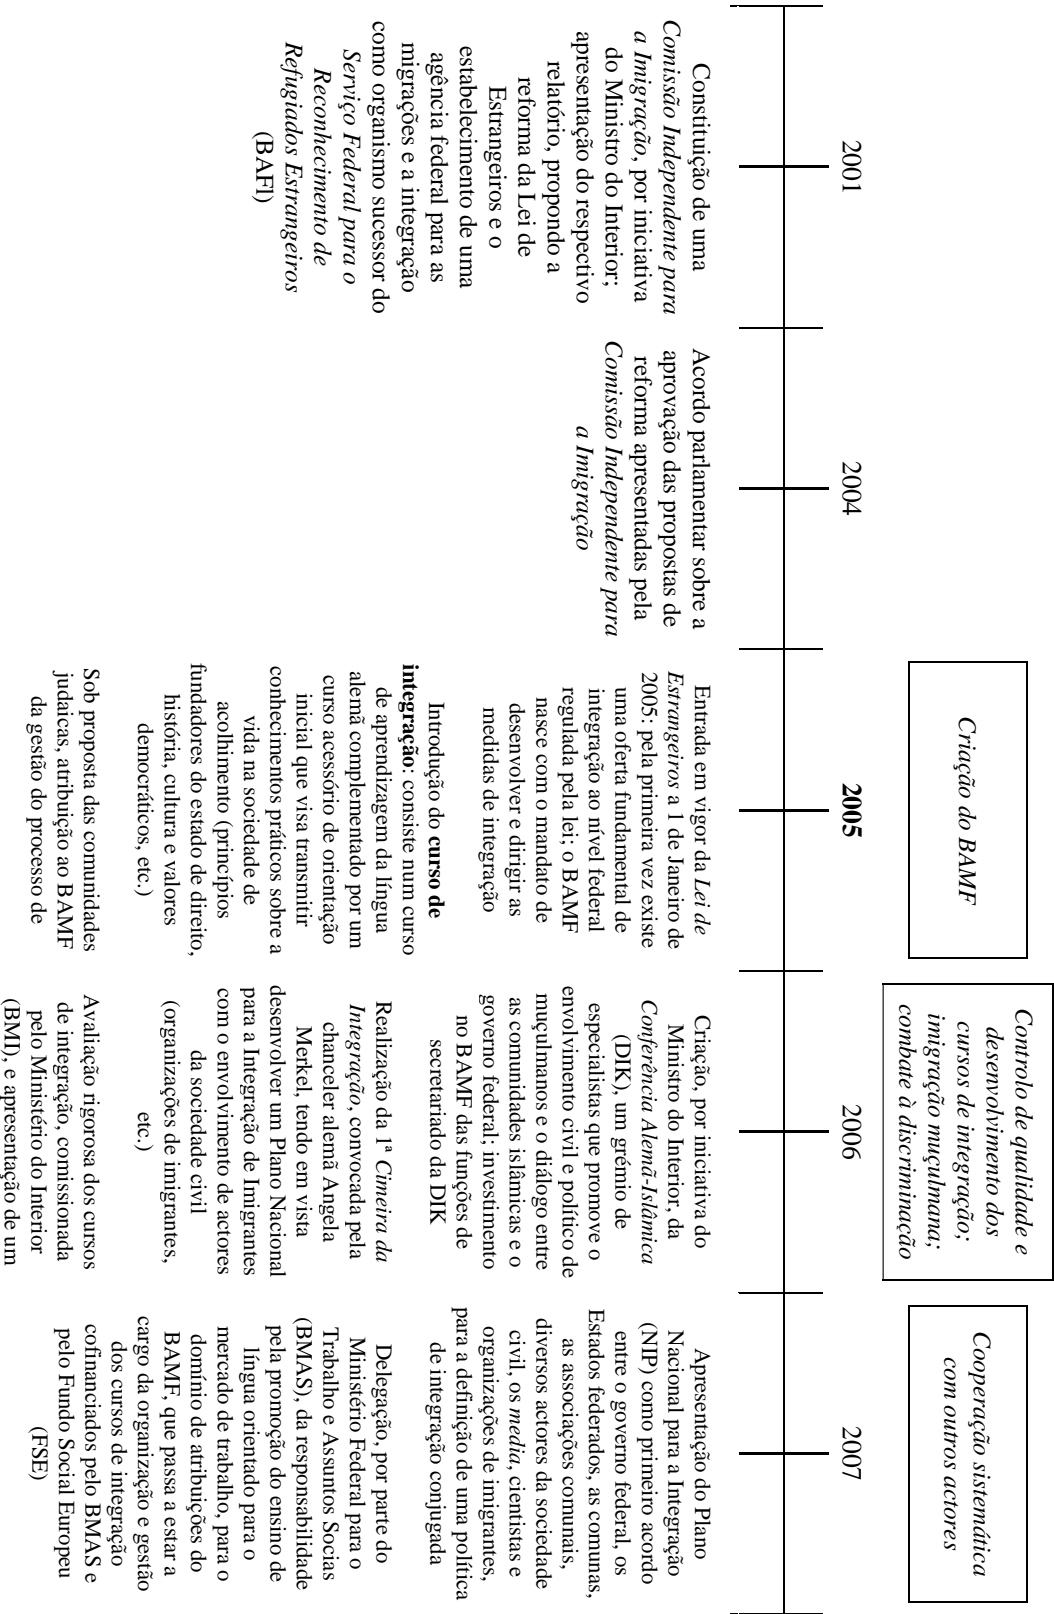 Criação do BAMF
Controlo de qualidade e
desenvolvimento dos
cursos de integração;
imigração muçulmana;
combate à discriminação
Cooperação sistemática
com outros actores
2001
2004
2005
2006
2007
Constituição de uma
Comissão Independente para
a Imigração, por iniciativa
do Ministro do Interior;
apresentação do respectivo
relatório, propondo a
reforma da Lei de
Estrangeiros e o
estabelecimento de uma
agência federal para as
migrações e a integração
como organismo sucessor do
Serviço Federal para o
Reconhecimento de
Refugiados Estrangeiros
(BAFl)
Acordo parlamentar sobre a
aprovação das propostas de
reforma apresentadas pela
Comissão Independente para
a Imigração
Entrada em vigor da Lei de
Estrangeiros a 1 de Janeiro de
2005: pela primeira vez existe
uma oferta fundamental de
integração ao nível federal
regulada pela lei; o BAMF
nasce com o mandato de
desenvolver e dirigir as
medidas de integração
Introdução do curso de
integração: consiste num curso
de aprendizagem da língua
alemã complementado por um
curso acessório de orientação
inicial que visa transmitir
conhecimentos práticos sobre a
vida na sociedade de
acolhimento (princípios
fundadores do estado de direito,
história, cultura e valores
democráticos, etc.)
Sob proposta das comunidades
judaicas, atribuição ao BAMF
da gestão do processo de
Criação, por iniciativa do
Ministro do Interior, da
Conferência Alemã-Islâmica
(DIK), um grémio de
especialistas que promove o
envolvimento civil e político de
muçulmanos e o diálogo entre
as comunidades islâmicas e o
governo federal; investimento
no BAMF das funções de
secretariado da DIK
Realização da 1ª Cimeira da
Integração, convocada pela
chanceler alemã Angela
Merkel, tendo em vista
desenvolver um Plano Nacional
para a Integração de Imigrantes
com o envolvimento de actores
da sociedade civil
(organizações de imigrantes,
etc.)
Avaliação rigorosa dos cursos
de integração, comissionada
pelo Ministério do Interior
(BMI), e apresentação de um
Apresentação do Plano
Nacional para a Integração
(NIP) como primeiro acordo
entre o governo federal, os
Estados federados, as comunas,
as associações comunais,
diversos actores da sociedade
civil, os media, cientistas e
organizações de imigrantes,
para a definição de uma política
de integração conjugada
Delegação, por parte do
Ministério Federal para o
Trabalho e Assuntos Socias
(BMAS), da responsabilidade
pela promoção do ensino de
língua orientado para o
mercado de trabalho, para o
domínio de atribuições do
BAMF, que passa a estar a
cargo da organização e gestão
dos cursos de integração
cofinanciados pelo BMAS e
pelo Fundo Social Europeu
(FSE)